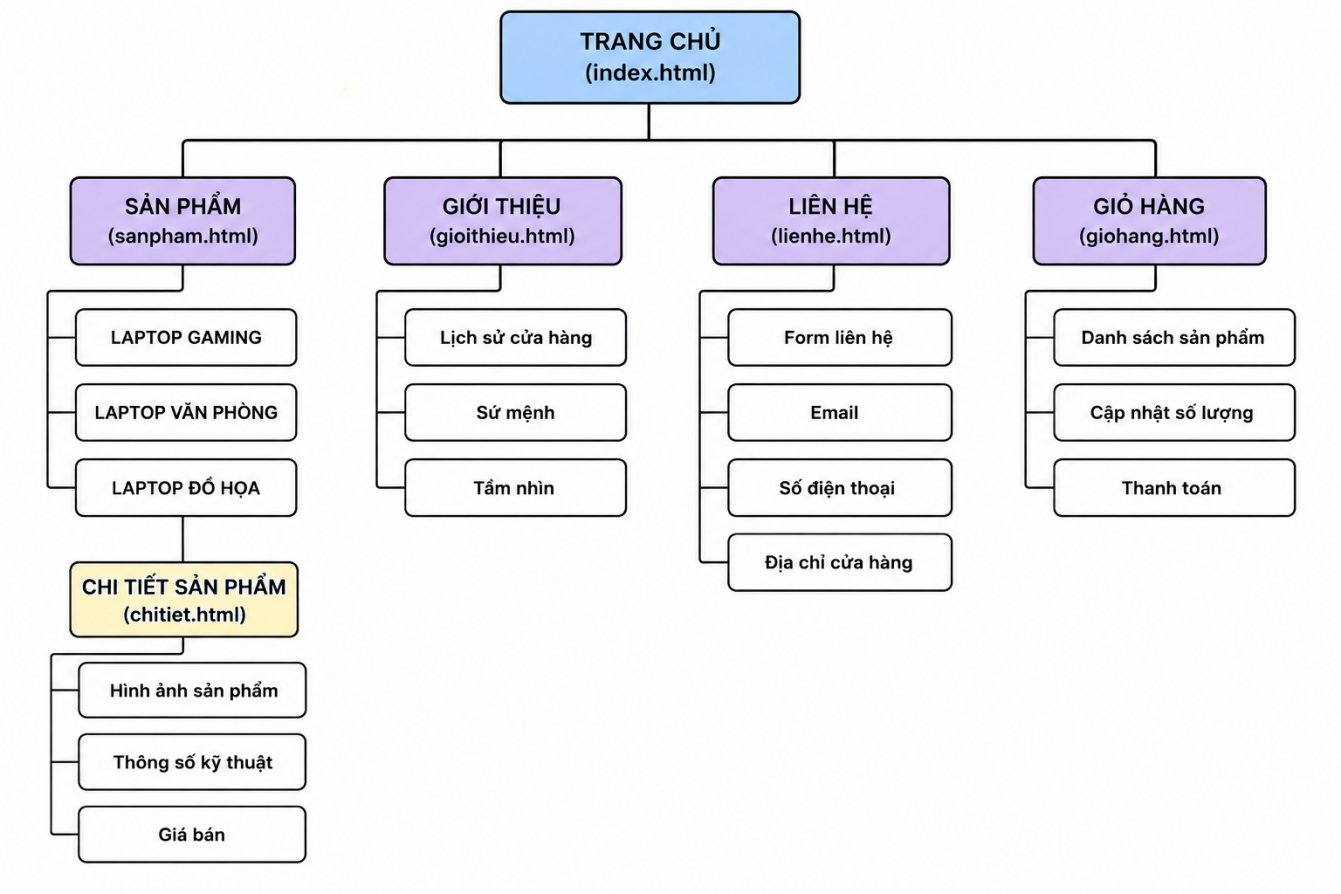 TRANG CHỦ
(index.html)
SẢN PHẨM
(sanpham.html)
LAPTOP GAMING
LAPTOP VĂN PHÒNG
LAPTOP ĐỒ HỌA
CHI TIẾT SẢN PHẨM
(chitiet.html)
Hình ảnh sản phẩm
Thông số kỹ thuật
Giá bán
GIỚI THIỆU
(gioithieu.html)
Lịch sử cửa hàng
Sứ mệnh
Tầm nhìn
LIÊN HỆ
(lienhe.html)
Form liên hệ
Email
Số điện thoại
Địa chỉ cửa hàng
GIỎ HÀNG
(giohang.html)
Danh sách sản phẩm
Cập nhật số lượng
Thanh toán